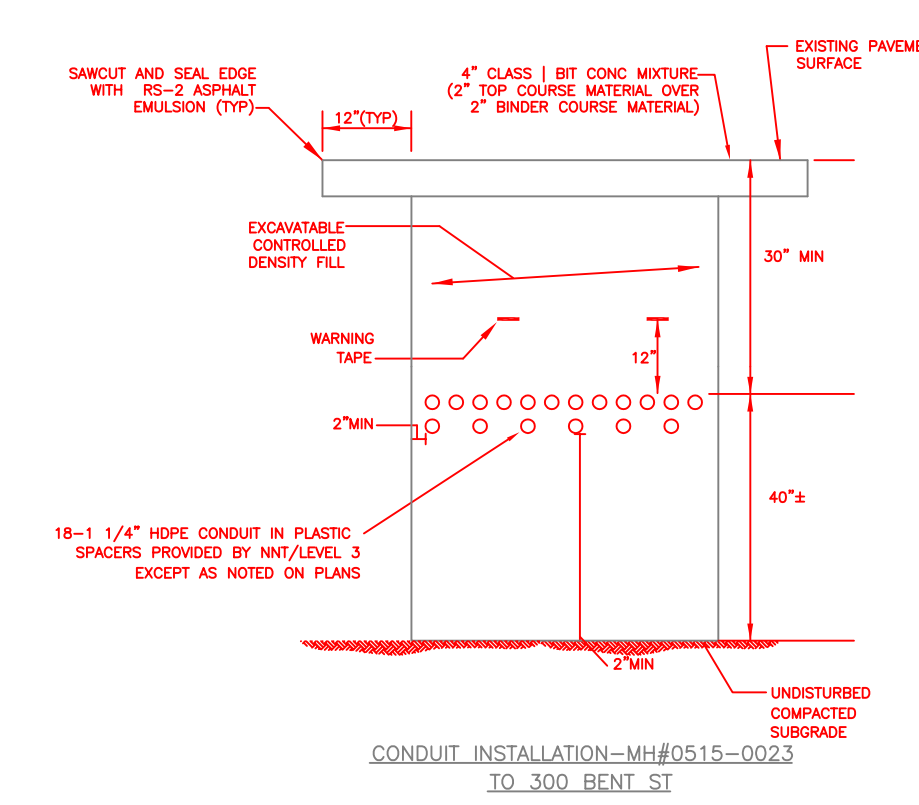 EXISTING PAVEME
SURFACE
SAWCUT AND SEAL EDGE
WITH RS-2 ASPHALT
EMULSION (TYP)
4" CLASS | BIT CONC MIXTURE
(2" TOP COURSE MATERIAL OVER
2" BINDER COURSE MATERIAL)
12"(TYP)
EXCAVATABLE
CONTROLLED
DENSITY FILL
30" MIN
WARNING
TAPE
12"
2"MIN
40"±
18-1 1/4" HDPE CONDUIT IN PLASTIC
SPACERS PROVIDED BY NNT/LEVEL 3
EXCEPT AS NOTED ON PLANS
2"MIN
UNDISTURBED
COMPACTED
SUBGRADE
CONDUIT INSTALLATION-MH#0515-0023
TO 300 BENT ST